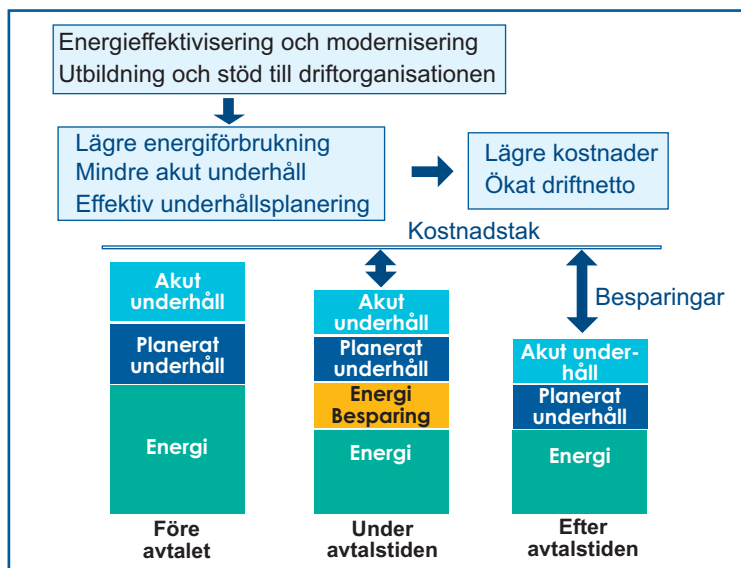 Energieffektivisering och modernisering
Utbildning och stöd till driftorganisationen
Lägre energiförbrukning
Mindre akut underhåll
Effektiv underhållsplanering
Lägre kostnader
Ökat driftnetto
Kostnadstak
Besparingar
Akut
underhåll
Planerat
underhåll
Energi
Före
avtalet
Akut
underhåll
Planerat
underhåll
Energi
Besparing
Energi
Under
avtalstiden
Akut under-
håll
Planerat
underhåll
Energi
Efter
avtalstiden